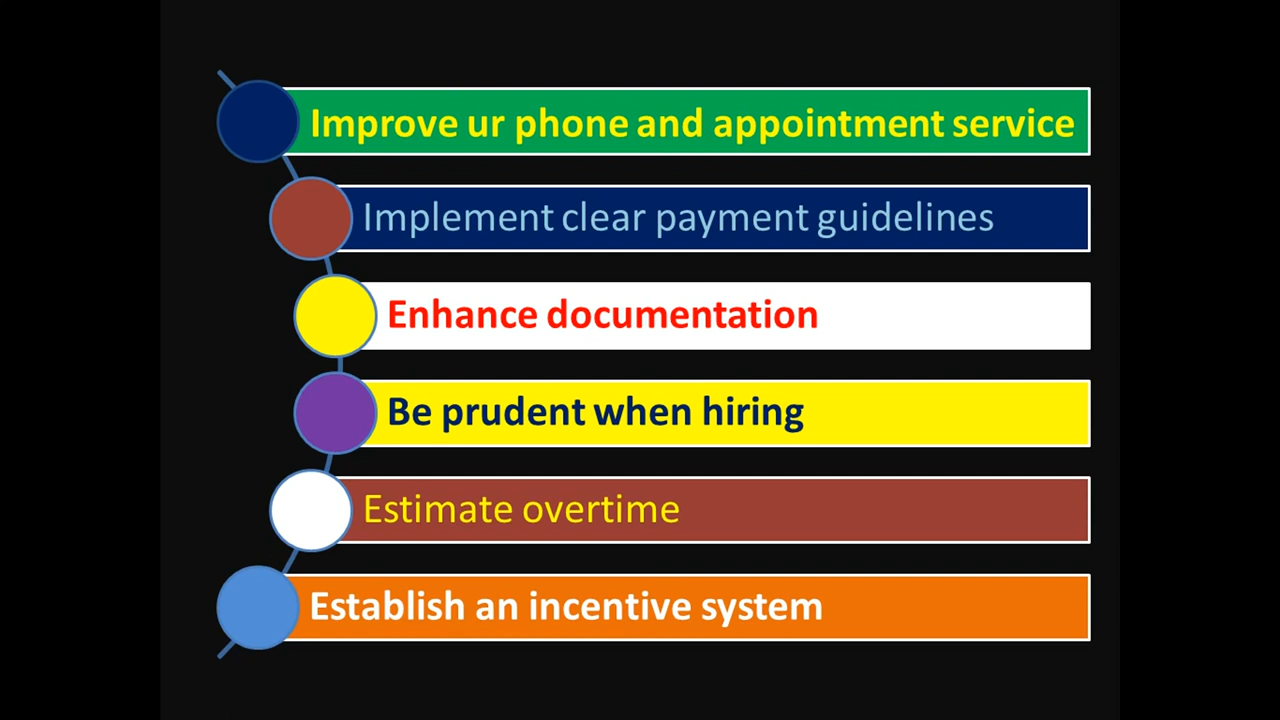 Improve ur phone and appointment service
Implement clear payment guidelines
Enhance documentation
Be prudent when hiring
Estimate overtime
Establish an incentive system